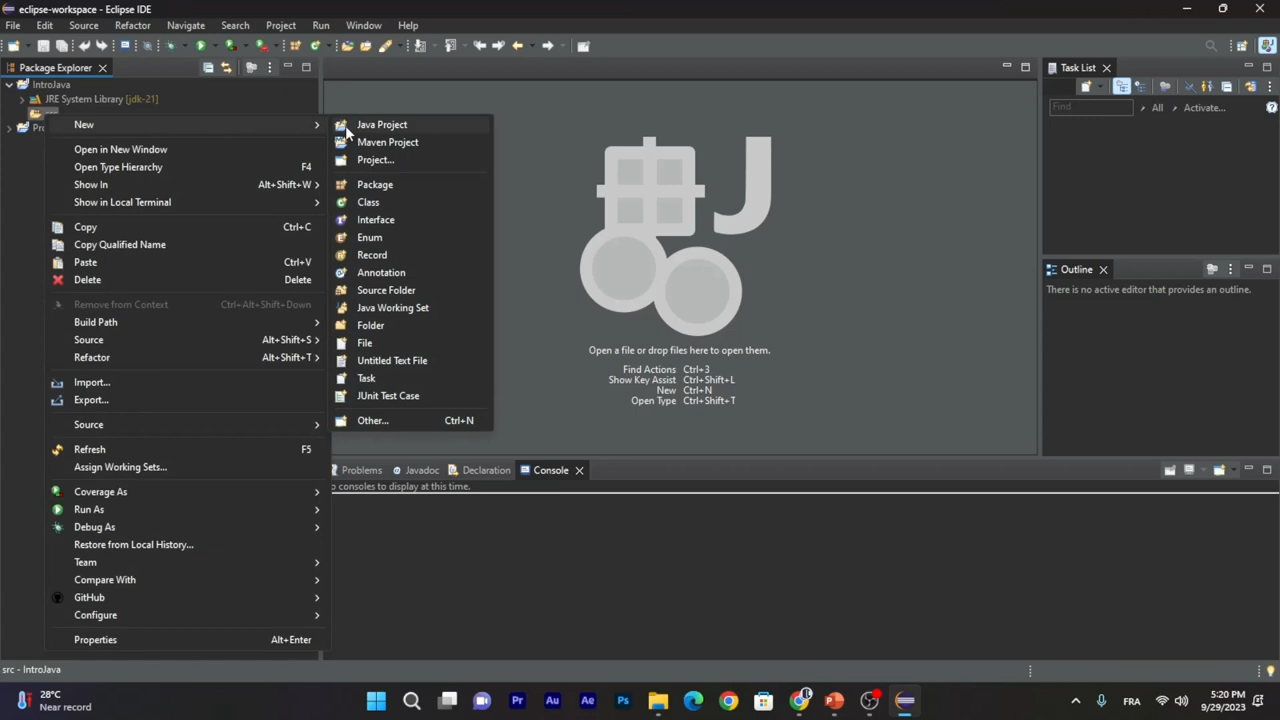 eclipse-workspace - Eclipse IDE
File Edit Source Refactor Navigate Search Project Run Window Help
Package Explorer
IntroJava
JRE System Library [jdk-21]
New
Open in New Window
Open Type Hierarchy F4
Show In Alt+Shift+W
Show in Local Terminal
Copy Ctrl+C
Copy Qualified Name
Paste Ctrl+V
Delete Delete
Remove from Context Ctrl+Alt+Shift+Down
Build Path
Source Alt+Shift+S
Refactor Alt+Shift+T
Import...
Export...
Source
Refresh F5
Assign Working Sets...
Coverage As
Run As
Debug As
Restore from Local History...
Team
Compare With
GitHub
Configure
Properties Alt+Enter
Java Project
Maven Project
Project...
Package
Class
Interface
Enum
Record
Annotation
Source Folder
Java Working Set
Folder
File
Untitled Text File
Task
JUnit Test Case
Other... Ctrl+N
J
Open a file or drop files here to open them.
Find Actions Ctrl+3
Show Key Assist Ctrl+Shift+L
New Ctrl+N
Open Type Ctrl+Shift+T
Task List
Find All Activate...
Outline
There is no active editor that provides an outline.
Problems Javadoc Declaration Console
consoles to display at this time.
src - IntroJava
28°C
Near record
Pr Au Ae Ps
FRA
5:20 PM
9/29/2023